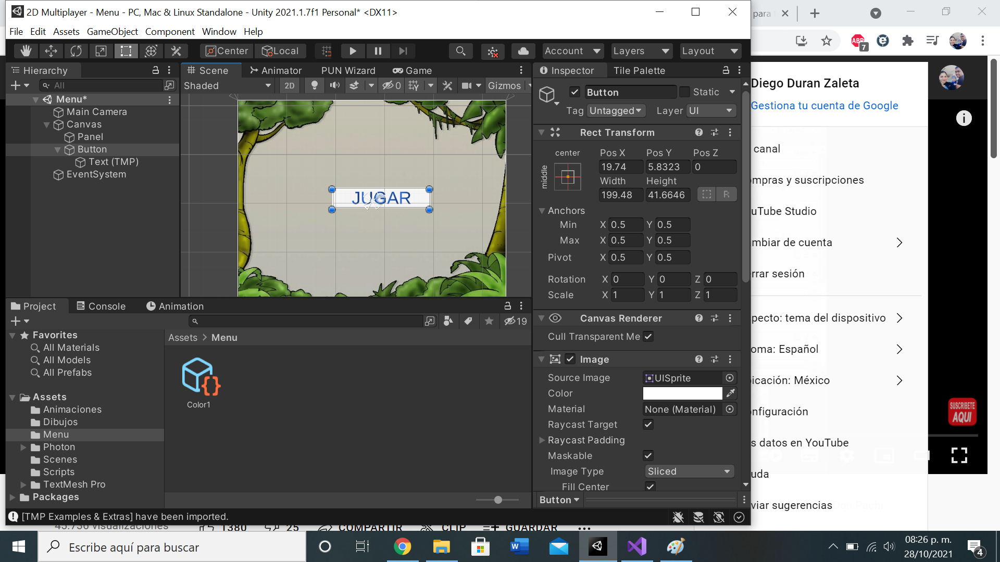 2D Multiplayer - Menu - PC, Mac & Linux Standalone - Unity 2021.1.7f1 Personal* <DX11>
File Edit Assets GameObject Component Window Help
Center Local Account Layers Layout
Hierarchy
All
Menu*
Main Camera
Canvas
Panel
Button
Text (TMP)
EventSystem
Scene Animator PUN Wizard Game
Shaded 2D 0 Gizmos
JUGAR
Inspector Tile Palette
Button Static
Tag Untagged Layer UI
Rect Transform
center Pos X Pos Y Pos Z
middle 19.74 5.8323 0
Width Height
199.48 41.6646 R
Anchors
Min X 0.5 Y 0.5
Max X 0.5 Y 0.5
Pivot X 0.5 Y 0.5
Rotation X 0 Y 0 Z 0
Scale X 1 Y 1 Z 1
Canvas Renderer
Cull Transparent Me
Image
Source Image UISprite
Color
Material None (Material)
Raycast Target
Raycast Padding
Maskable
Image Type Sliced
Fill Center
Button
Project Console Animation
19
Favorites
All Materials
All Models
All Prefabs
Assets
Animaciones
Dibujos
Menu
Photon
Scenes
Scripts
TextMesh Pro
Packages
Assets > Menu
Color1
[TMP Examples & Extras] have been imported.
para
ABP
7
Diego Duran Zaleta
Gestiona tu cuenta de Google
canal
ompras y suscripciones
uTube Studio
mbiar de cuenta
rrar sesión
pecto: tema del dispositivo
oma: Español
icación: México
nfiguración
s datos en YouTube
uda
viar sugerencias
SUSCRIBETE
AQUI
45.736 visualizaciones 1380 25 COMPARTIR CLIP GUARDAR
Escribe aquí para buscar
08:26 p. m.
28/10/2021
4